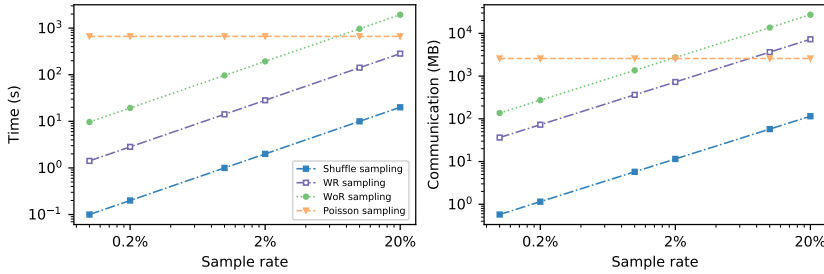 Time (s)
10³
10²
10¹
10⁰
10⁻¹
Shuffle sampling
WR sampling
WoR sampling
Poisson sampling
0.2%
2%
20%
Sample rate
Communication (MB)
10⁴
10³
10²
10¹
10⁰
0.2%
2%
20%
Sample rate